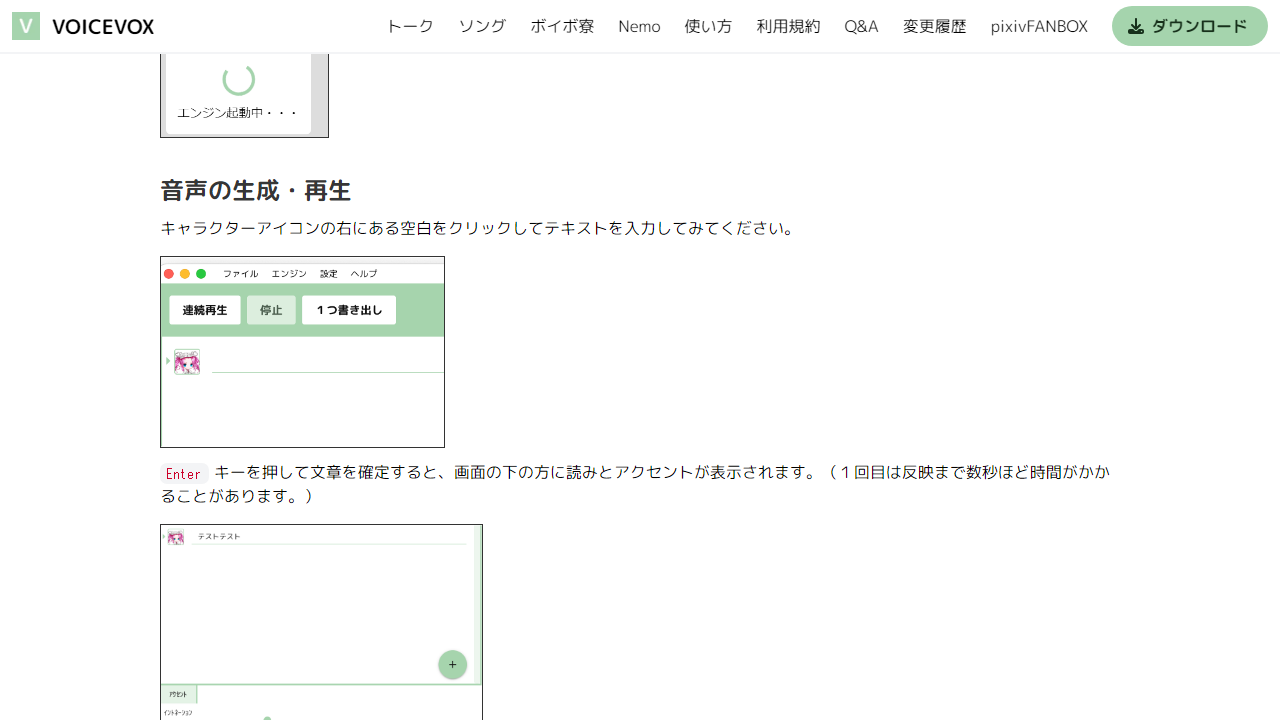 V VOICEVOX トーク ソング ボイボ寮 Nemo 使い方 利用規約 Q&A 変更履歴 pixivFANBOX ダウンロード
エンジン起動中・・・
音声の生成・再生
キャラクターアイコンの右にある空白をクリックしてテキストを入力してみてください。
ファイル エンジン 設定 ヘルプ
連続再生 停止 １つ書き出し
Enter キーを押して文章を確定すると、画面の下の方に読みとアクセントが表示されます。（１回目は反映まで数秒ほど時間がかか
ることがあります。）
テストテスト
+
アクセント
イントネーション